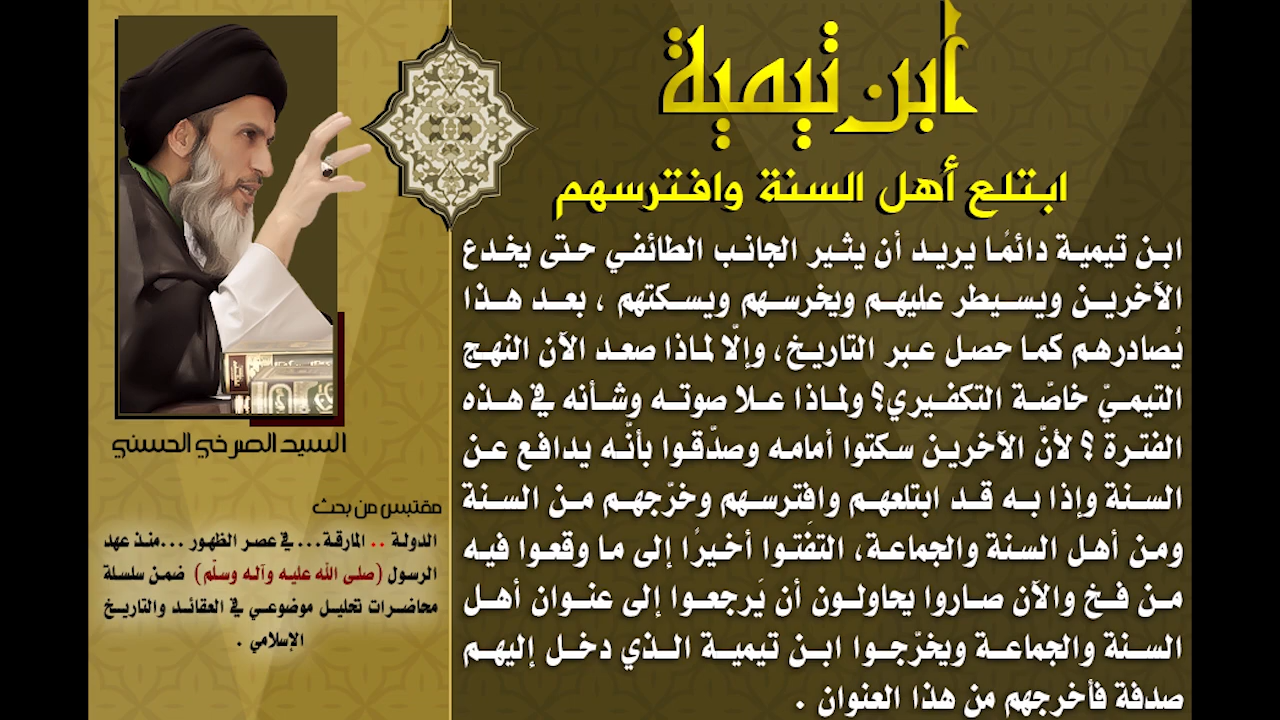 ابن تيمية
ابتلع أهل السنة وافترسهم
ابن تيمية دائمًا يريد أن يثير الجانب الطائفي حتى يخدع
الآخرين ويسيطر عليهم ويخرسهم ويسكتهم ، بعد هذا
يُصادرهم كما حصل عبر التاريخ، وإلّا لماذا صعد الآن النهج
التيميّ خاصّة التكفيري؟ ولماذا علا صوته وشأنه في هذه
الفترة ؟ لأنّ الآخرين سكتوا أمامه وصدّقوا بأنّه يدافع عن
السنة وإذا به قد ابتلعهم وافترسهم وخرّجهم من السنة
ومن أهل السنة والجماعة، التفَتوا أخيرًا إلى ما وقعوا فيه
من فخ والآن صاروا يحاولون أن يَرجعوا إلى عنوان أهل
السنة والجماعة ويخرّجوا ابن تيمية الذي دخل إليهم
صدفة فأخرجهم من هذا العنوان .
السيد الصرخي الحسني
مقتبس من بحث
الدولة .. المارقة...في عصر الظهور ...منذ عهد
الرسول (صلى الله عليه وآله وسلّم) ضمن سلسلة
محاضرات تحليل موضوعي في العقائد والتاريخ
الإسلامي .